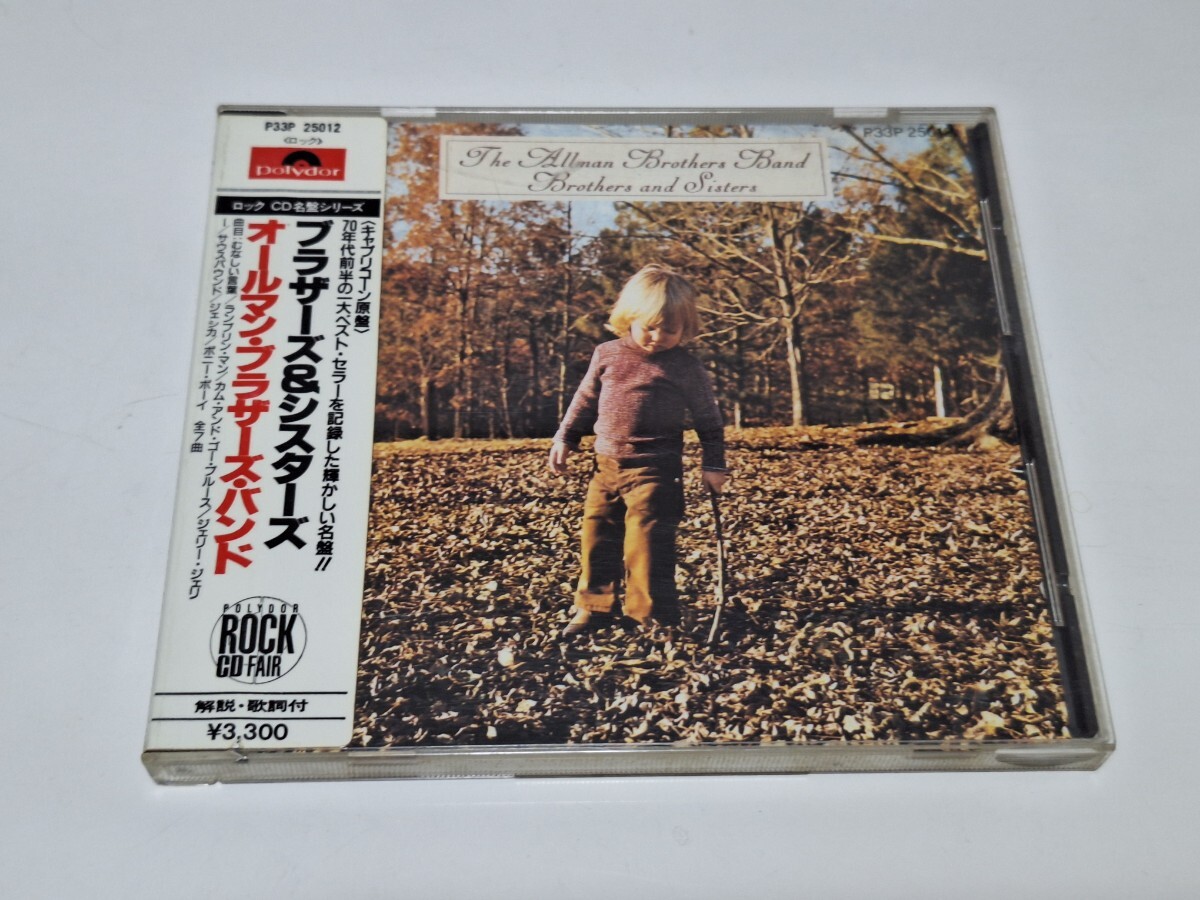 P33P 25012
〈ロック〉
polydor
ロック CD名盤シリーズ
〈キャプリコーン原盤〉
70年代前半の一大ベスト・セラーを記録した輝かしい名盤!!
ブラザーズ&シスターズ
オールマン・ブラザーズ・バンド
曲目:むなしい言葉/ランブリン・マン/カム・アンド・ゴー・ブルース/ジェリー・ジェリ
ー/サウスバウンド/ジェシカ/ポニー・ボーイ 全7曲
POLYDOR
ROCK
CD FAIR
解説・歌詞付
¥3,300
P33P
The Allman Brothers Band
Brothers and Sisters